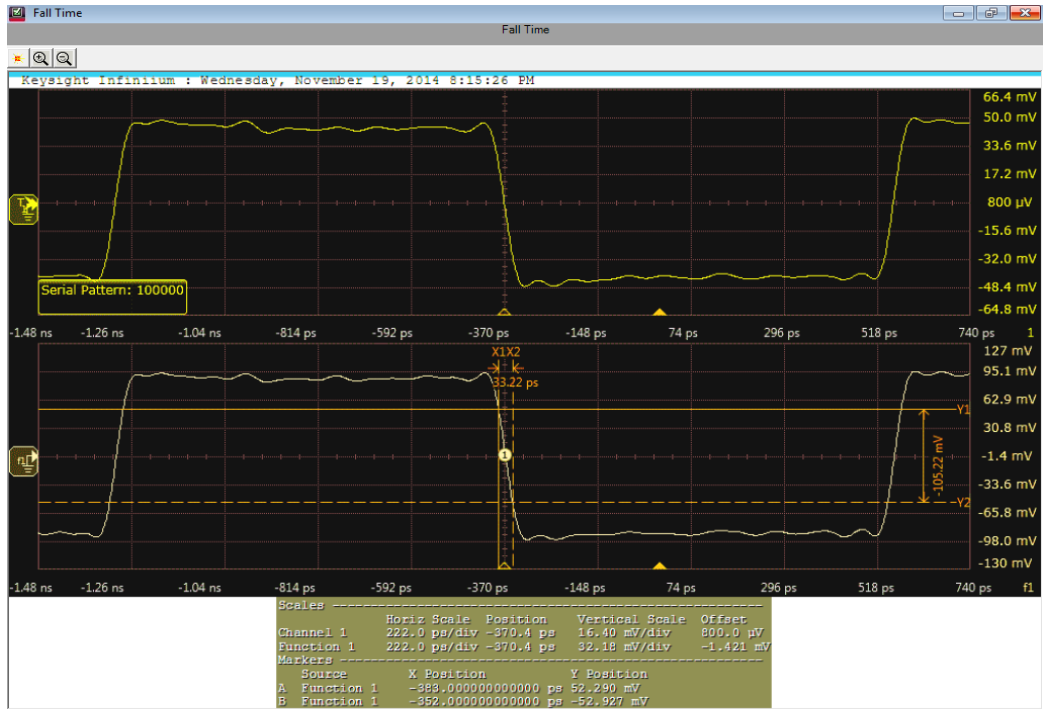 Fall Time
Fall Time
Keysight Infiniium : Wednesday, November 19, 2014 8:15:26 PM
66.4 mV
50.0 mV
33.6 mV
17.2 mV
800 µV
-15.6 mV
-32.0 mV
-48.4 mV
-64.8 mV
Serial Pattern: 100000
-1.48 ns -1.26 ns -1.04 ns -814 ps -592 ps -370 ps -148 ps 74 ps 296 ps 518 ps 740 ps 1
X1X2
33.22 ps
127 mV
95.1 mV
62.9 mV
Y1
30.8 mV
-1.4 mV
1
f1
-105.22 mV
-33.6 mV
Y2
-65.8 mV
-98.0 mV
-130 mV
-1.48 ns -1.26 ns -1.04 ns -814 ps -592 ps -370 ps -148 ps 74 ps 296 ps 518 ps 740 ps f1
Scales
Horiz Scale Position Vertical Scale Offset
Channel 1 222.0 ps/div -370.4 ps 16.40 mV/div 800.0 µV
Function 1 222.0 ps/div -370.4 ps 32.18 mV/div -1.421 mV
Markers
Source X Position Y Position
A Function 1 -383.000000000000 ps 52.290 mV
B Function 1 -352.000000000000 ps -52.927 mV